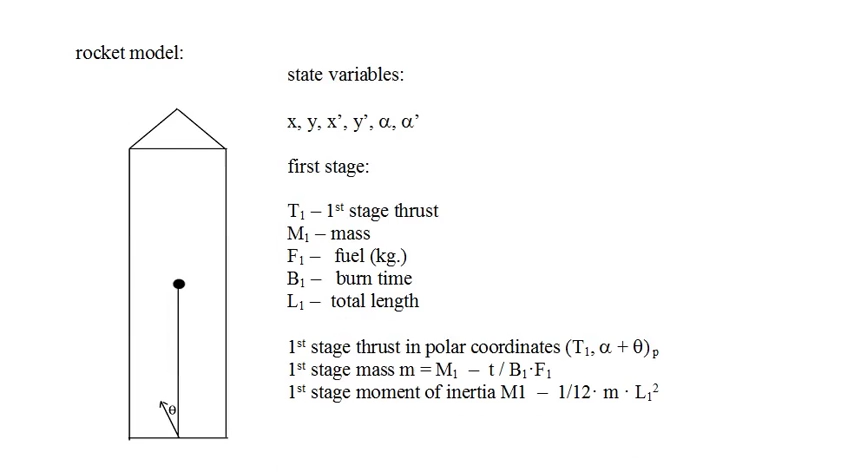 rocket model:
state variables:
x, y, x’, y’, α, α’
first stage:
T₁ – 1ˢᵗ stage thrust
M₁ – mass
F₁ – fuel (kg.)
B₁ – burn time
L₁ – total length
1ˢᵗ stage thrust in polar coordinates (T₁, α + θ)ₚ
1ˢᵗ stage mass m = M₁ – t / B₁·F₁
1ˢᵗ stage moment of inertia M1 – 1/12· m · L₁²
θ